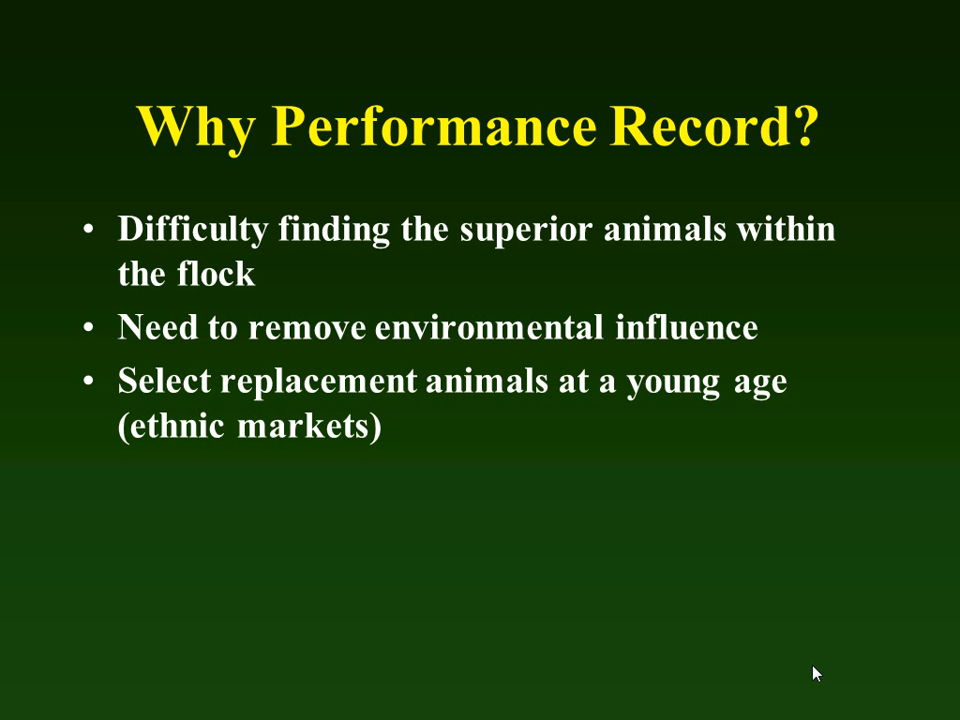 Why Performance Record?
• Difficulty finding the superior animals within
the flock
• Need to remove environmental influence
• Select replacement animals at a young age
(ethnic markets)